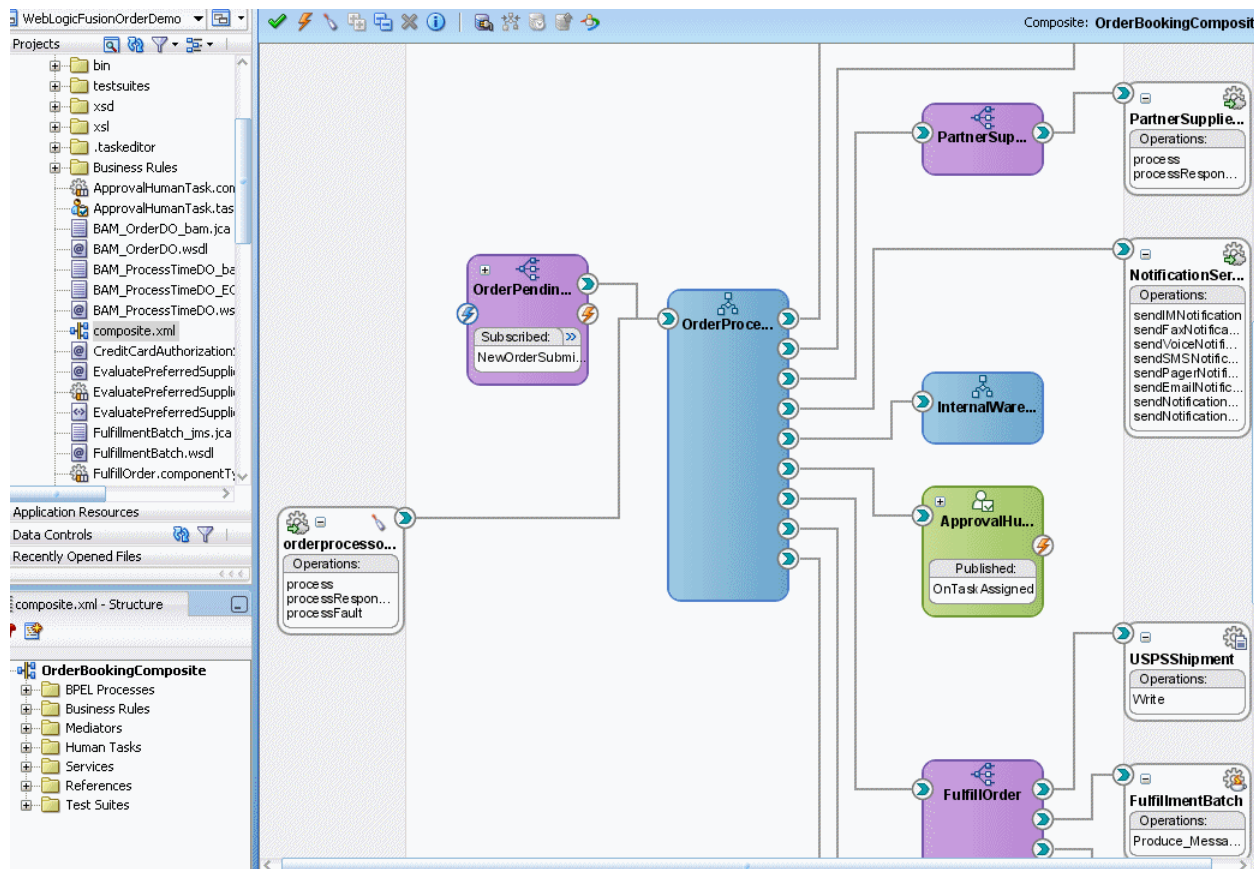 WebLogicFusionOrderDemo
Projects
bin
testsuites
xsd
xsl
.taskeditor
Business Rules
ApprovalHumanTask.con
ApprovalHumanTask.tas
BAM_OrderDO_bam.jca
BAM_OrderDO.wsdl
BAM_ProcessTimeDO_ba
BAM_ProcessTimeDO_EC
BAM_ProcessTimeDO.ws
composite.xml
CreditCardAuthorizationS
EvaluatePreferredSuppli
EvaluatePreferredSuppli
EvaluatePreferredSuppli
FulfillmentBatch_jms.jca
FulfillmentBatch.wsdl
FulfillOrder.componentTy
Application Resources
Data Controls
Recently Opened Files
composite.xml - Structure
OrderBookingComposite
BPEL Processes
Business Rules
Mediators
Human Tasks
Services
References
Test Suites
Composite: OrderBookingComposit
orderprocesso...
Operations:
process
processRespon...
processFault
OrderPendin...
Subscribed:
NewOrderSubmi...
OrderProce...
PartnerSup...
InternalWare...
ApprovalHu...
Published:
OnTaskAssigned
FulfillOrder
PartnerSupplie...
Operations:
process
processRespon...
NotificationSer...
Operations:
sendIMNotification
sendFaxNotifica...
sendVoiceNotifi...
sendSMSNotific...
sendPagerNotifi...
sendEmailNotific...
sendNotification...
sendNotification...
USPSShipment
Operations:
Write
FulfillmentBatch
Operations:
Produce_Messa...